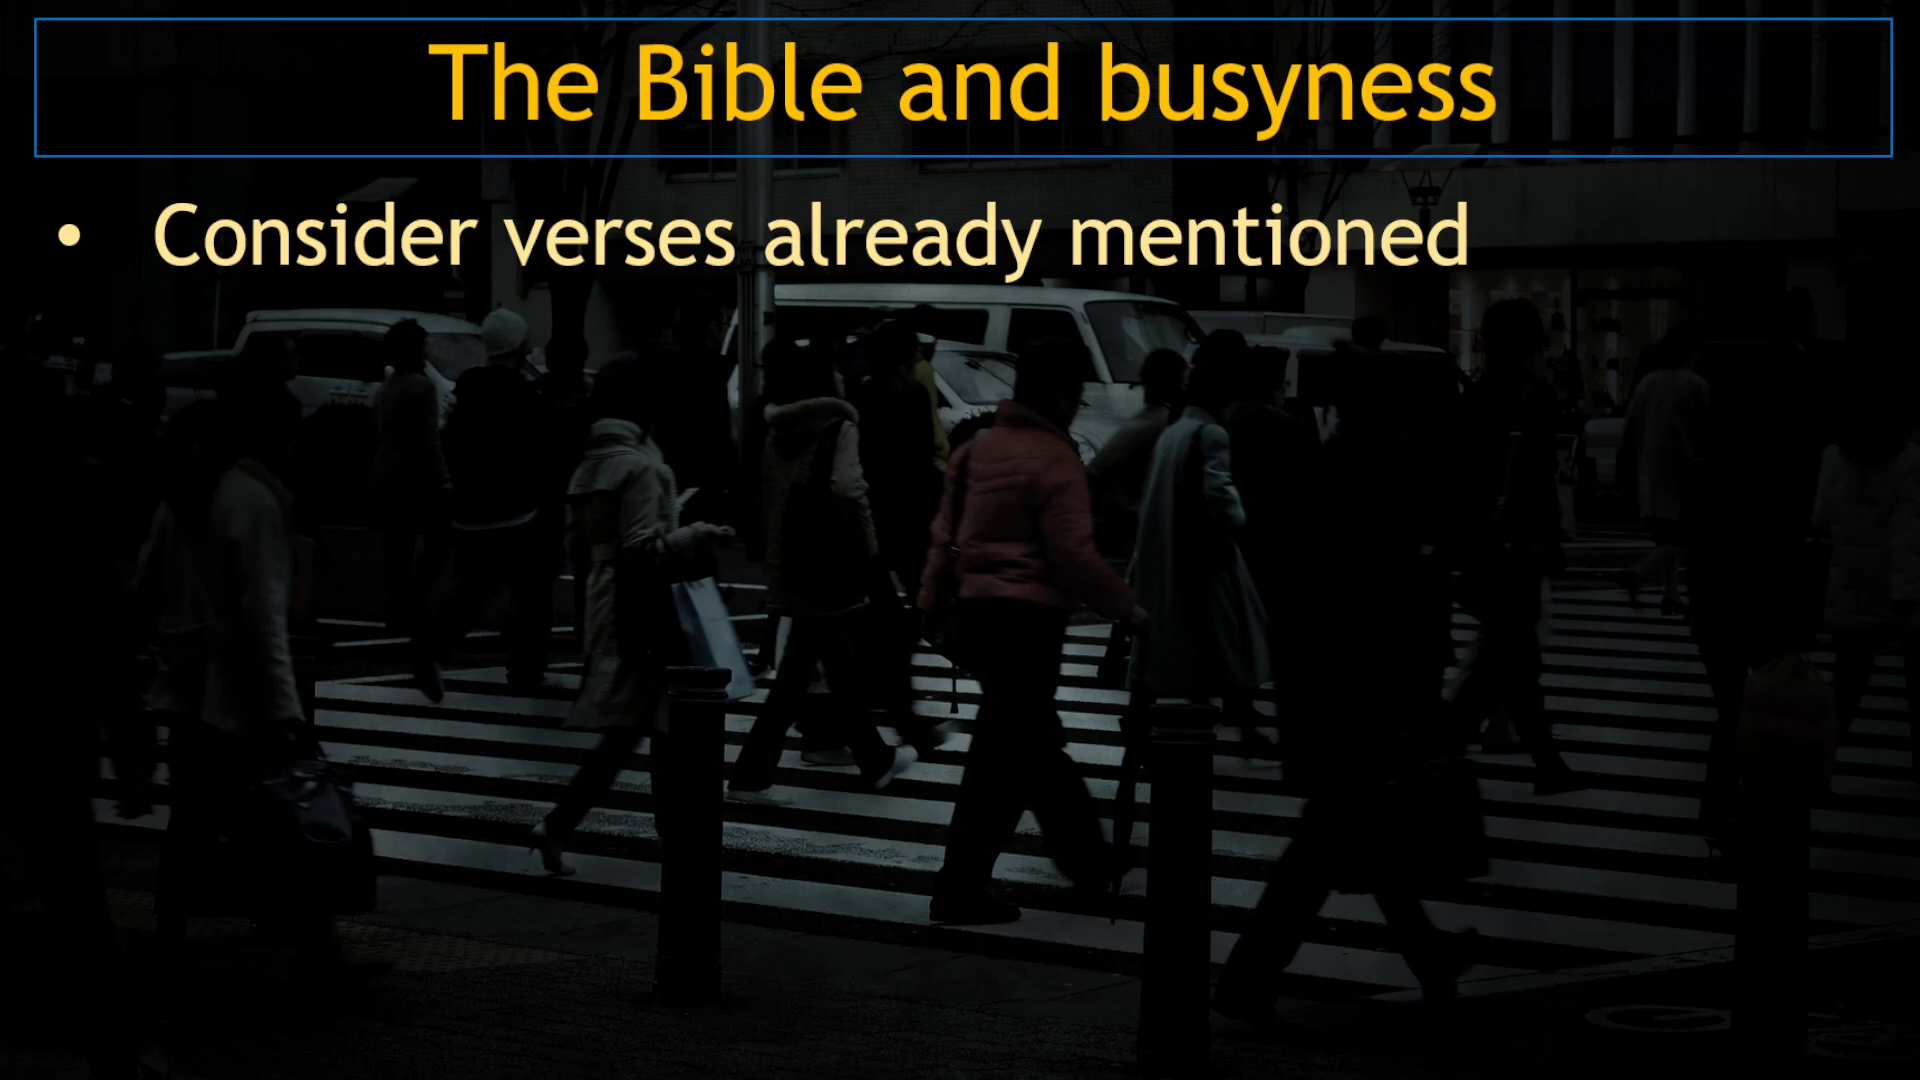 The Bible and busyness
• Consider verses already mentioned